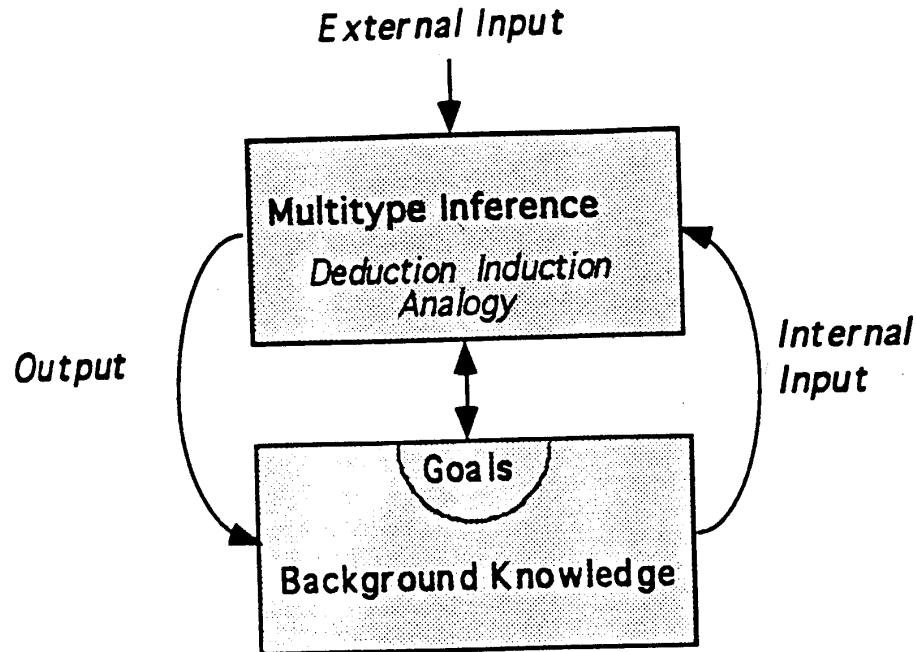 External Input
Multitype Inference
Deduction Induction
Analogy
Output
Internal
Input
Goals
Background Knowledge